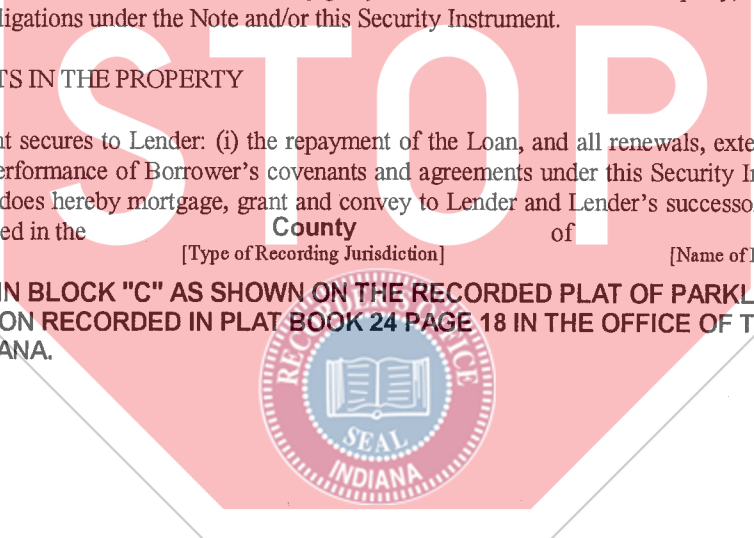 ligations under the Note and/or this Security Instrument.
TS IN THE PROPERTY
nt secures to Lender: (i) the repayment of the Loan, and all renewals, exte
erformance of Borrower's covenants and agreements under this Security I
does hereby mortgage, grant and convey to Lender and Lender's successo
ed in the County of
[Type of Recording Jurisdiction] [Name of
IN BLOCK "C" AS SHOWN ON THE RECORDED PLAT OF PARKL
ON RECORDED IN PLAT BOOK 24 PAGE 18 IN THE OFFICE OF T
ANA.
STOP
RECORDER'S OFFICE
SEAL
INDIANA